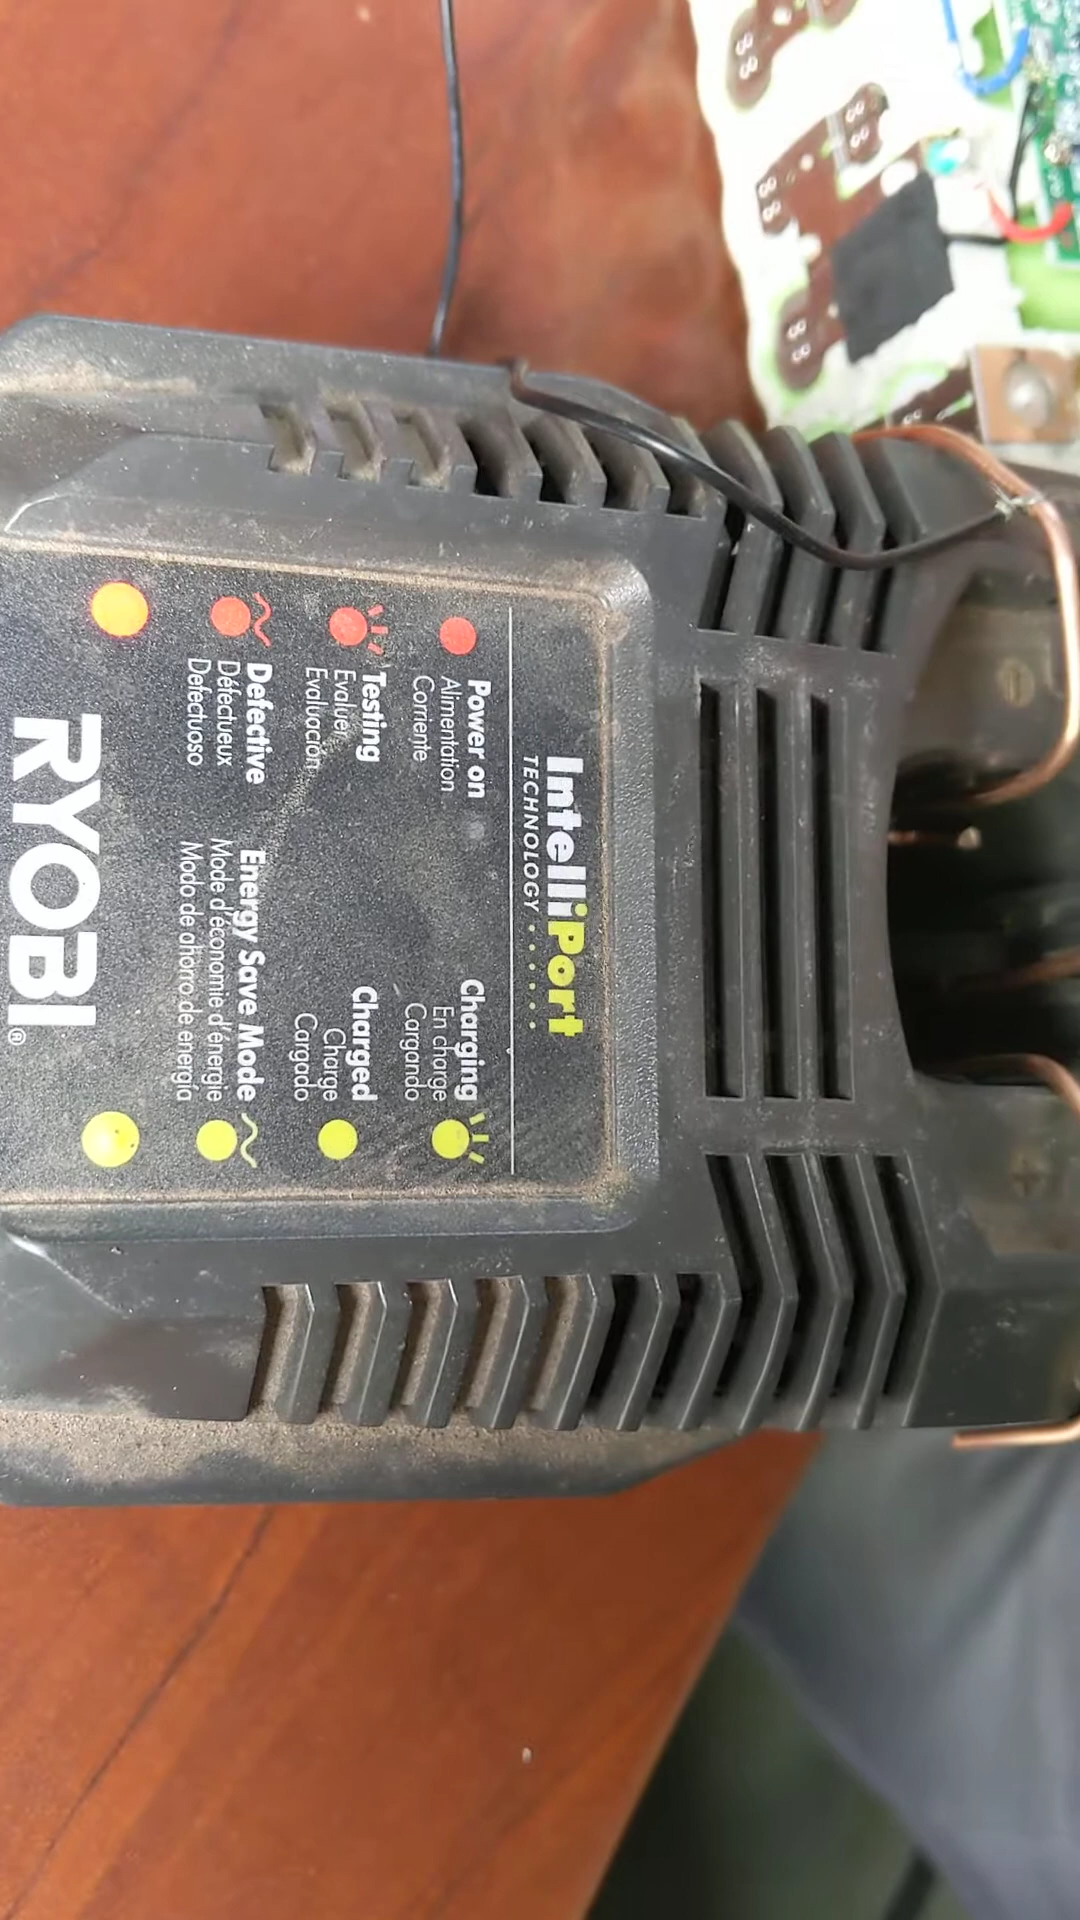 IntelliPort
TECHNOLOGY
Power on
Alimentation
Corriente
Testing
Évaluer
Evaluación
Defective
Défectueux
Defectuoso
Charging
En charge
Cargando
Charged
Charge
Cargado
Energy Save Mode
Mode d'économie d'énergie
Modo de ahorro de energía
RYOBI®
-
+